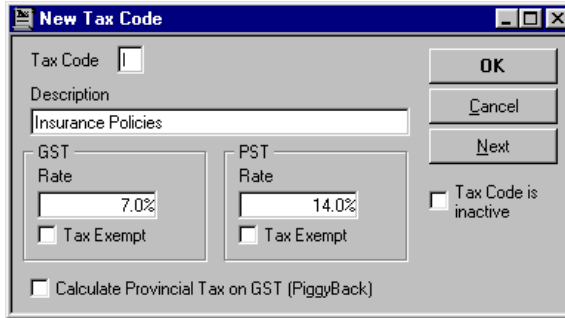 New Tax Code
Tax Code I
OK
Description
Cancel
Insurance Policies
Next
GST
PST
Rate
Rate
7.0%
14.0%
Tax Code is
inactive
Tax Exempt
Tax Exempt
Calculate Provincial Tax on GST (PiggyBack)